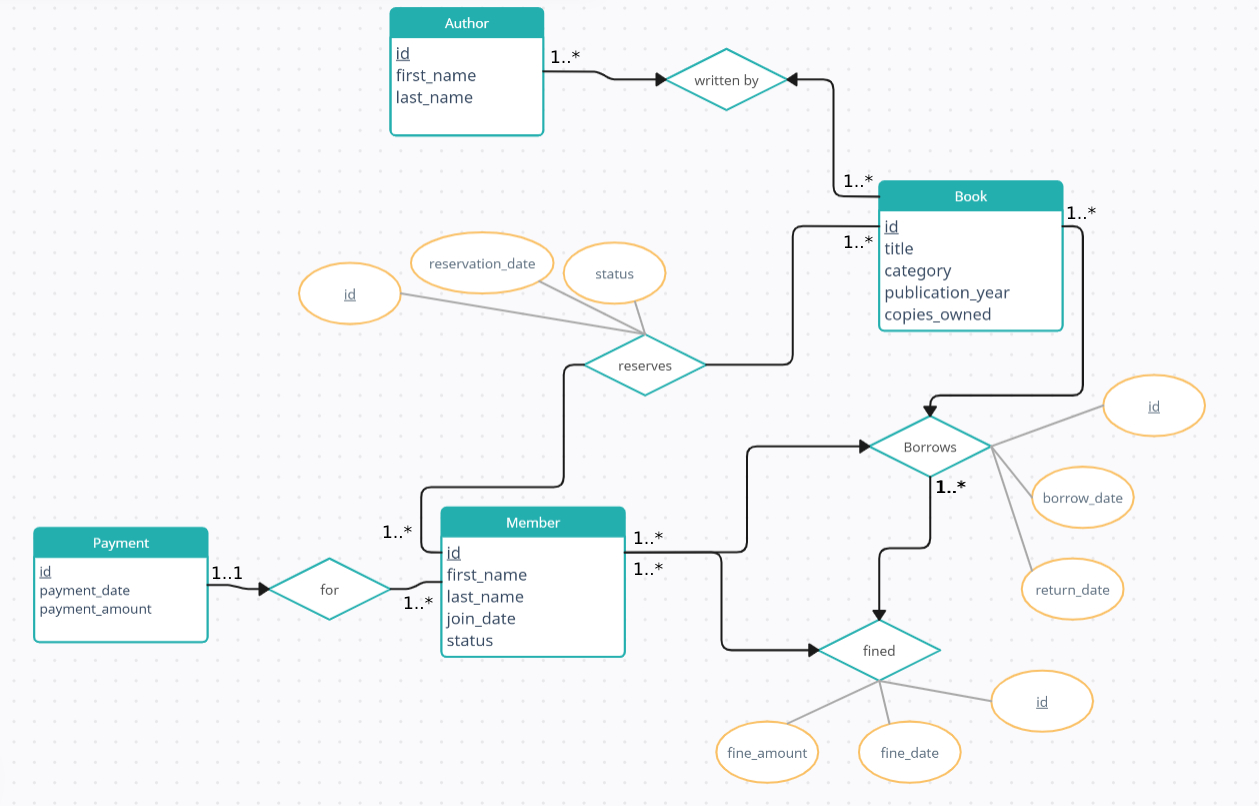 Author
id
first_name
last_name
1..*
written by
1..*
Book
id
title
category
publication_year
copies_owned
1..*
1..*
reservation_date
status
id
reserves
Borrows
1..*
id
borrow_date
return_date
1..*
Member
id
first_name
last_name
join_date
status
1..*
1..*
Payment
id
payment_date
payment_amount
1..1
for
1..*
fined
id
fine_amount
fine_date